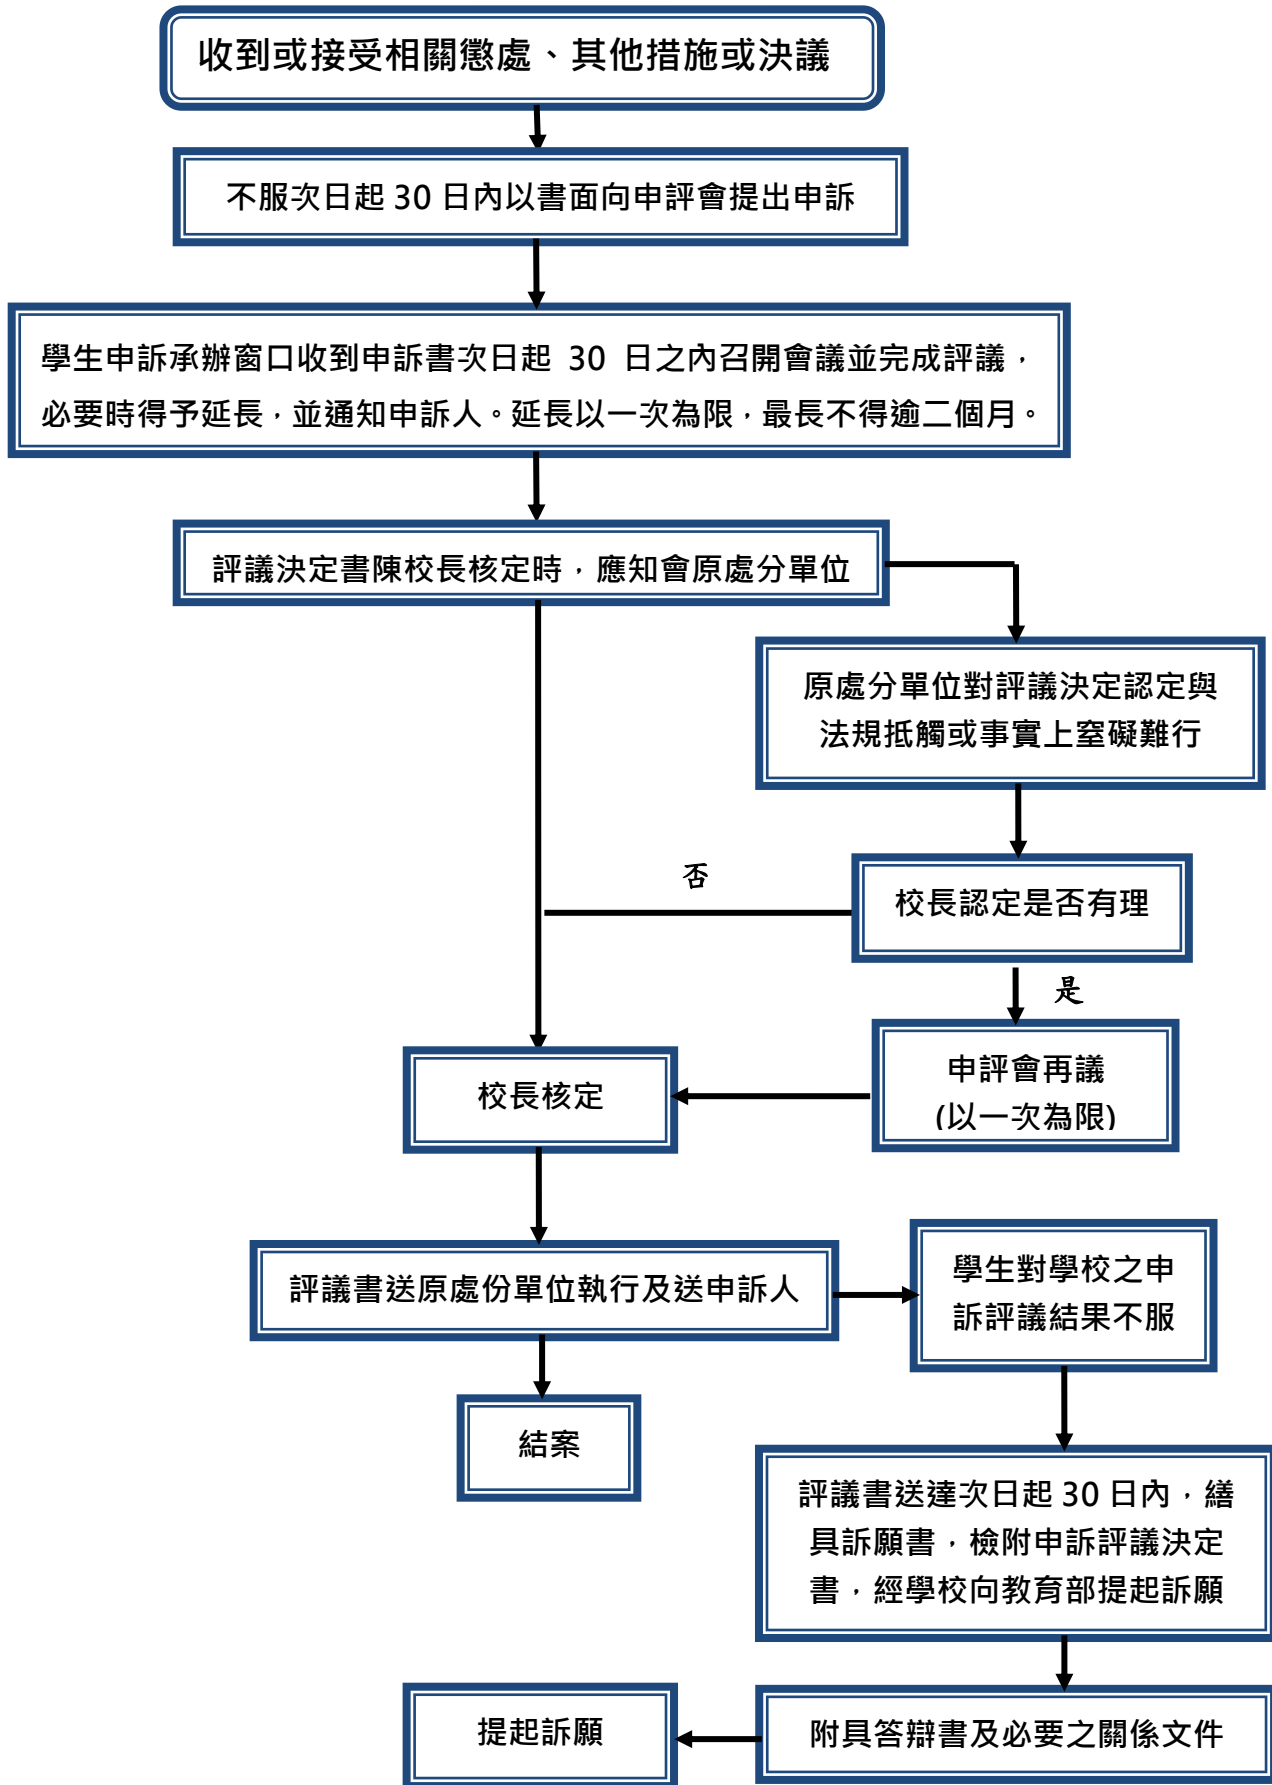 收到或接受相關懲處、其他措施或決議
不服次日起 30 日內以書面向申評會提出申訴
學生申訴承辦窗口收到申訴書次日起 30 日之內召開會議並完成評議，
必要時得予延長，並通知申訴人。延長以一次為限，最長不得逾二個月。
評議決定書陳校長核定時，應知會原處分單位
原處分單位對評議決定認定與
法規抵觸或事實上窒礙難行
校長認定是否有理
否
是
申評會再議
(以一次為限)
校長核定
評議書送原處份單位執行及送申訴人
學生對學校之申
訴評議結果不服
結案
評議書送達次日起 30 日內，繕
具訴願書，檢附申訴評議決定
書，經學校向教育部提起訴願
附具答辯書及必要之關係文件
提起訴願